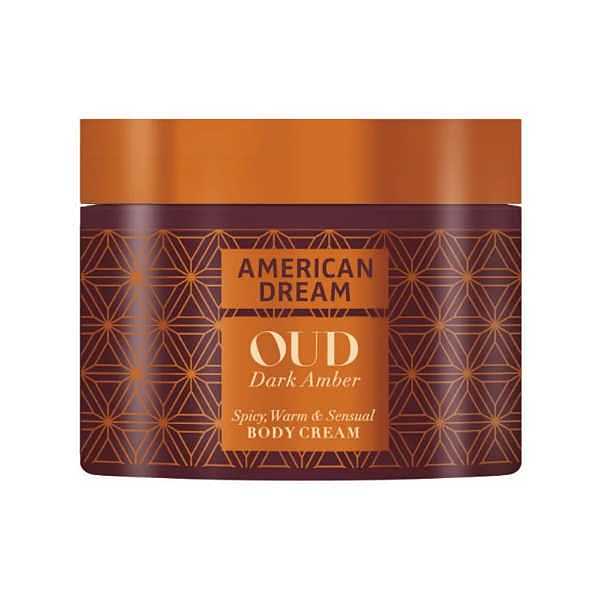 AMERICAN
DREAM
OUD
Dark Amber
Spicy, Warm & Sensual
BODY CREAM